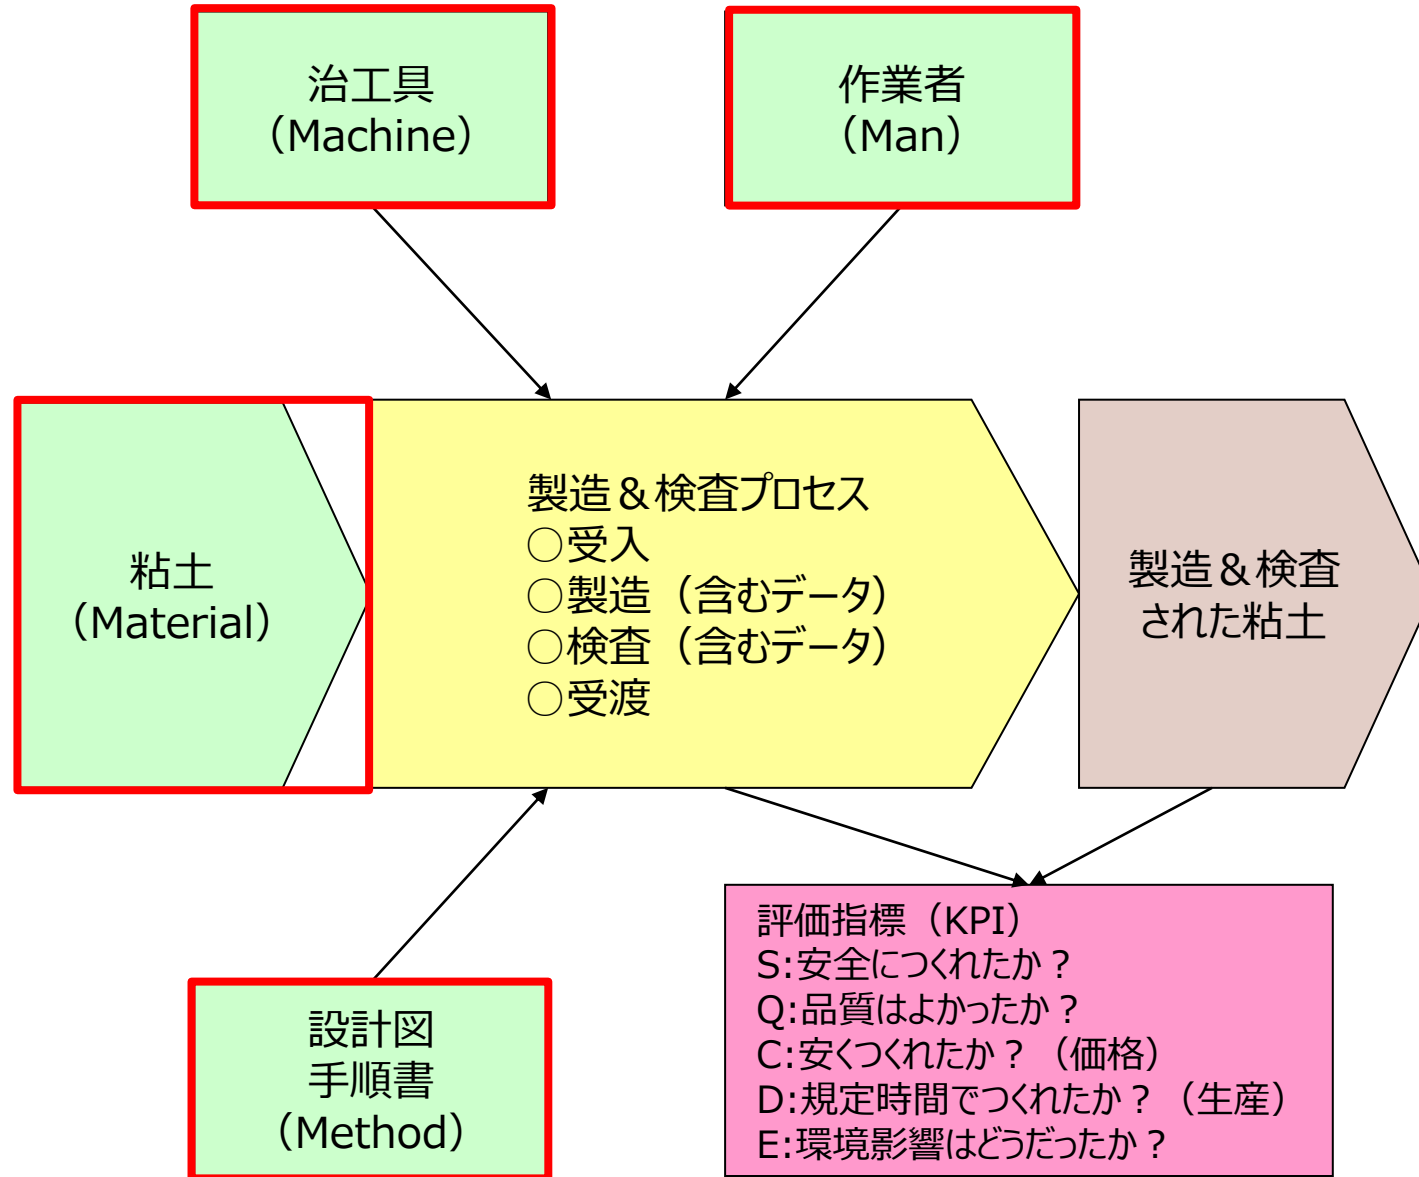 治工具
（Machine）
作業者
（Man）
粘土
（Material）
製造＆検査プロセス
○受入
○製造（含むデータ）
○検査（含むデータ）
○受渡
製造＆検査
された粘土
設計図
手順書
（Method）
評価指標（KPI）
S:安全につくれたか？
Q:品質はよかったか？
C:安くつくれたか？（価格）
D:規定時間でつくれたか？（生産）
E:環境影響はどうだったか？